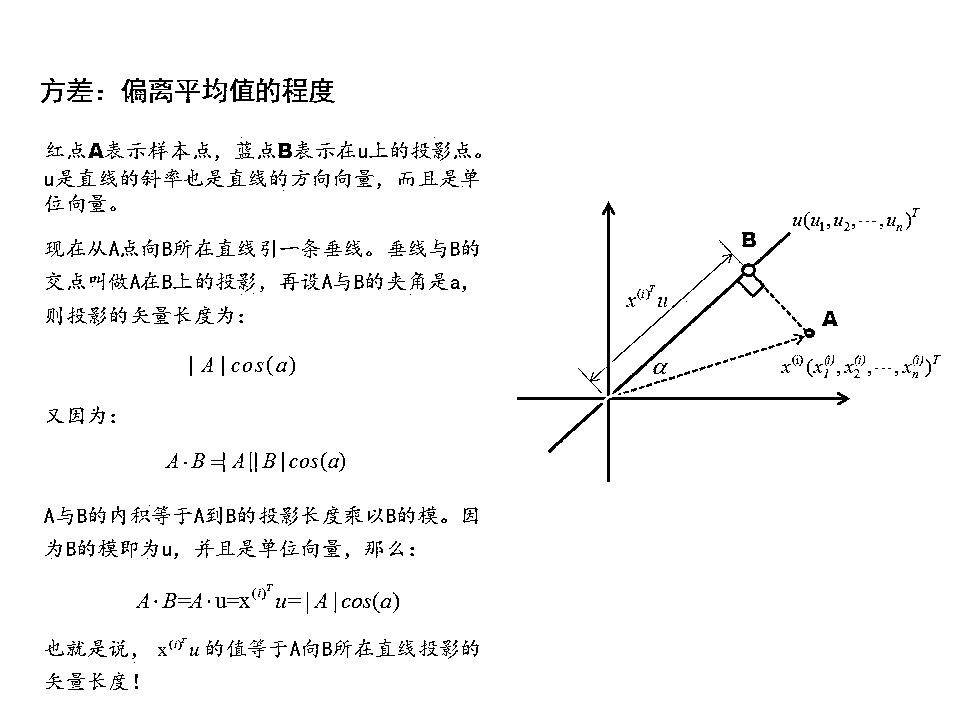 方差：偏离平均值的程度
红点A表示样本点，蓝点B表示在u上的投影点。
u是直线的斜率也是直线的方向向量，而且是单
位向量。
现在从A点向B所在直线引一条垂线。垂线与B的
交点叫做A在B上的投影，再设A与B的夹角是a，
则投影的矢量长度为：
|A|cos(a)
又因为：
A·B=|A||B|cos(a)
A与B的内积等于A到B的投影长度乘以B的模。因
为B的模即为u，并且是单位向量，那么：
A·B=A·u=x^{(i)^T}u=|A|cos(a)
也就是说，x^{(i)^T}u的值等于A向B所在直线投影的
矢量长度！
u(u_1,u_2,···,u_n)^T
B
x^{(i)^T}u
A
α
x^{(i)}(x_1^{(i)},x_2^{(i)},···,x_n^{(i)})^T